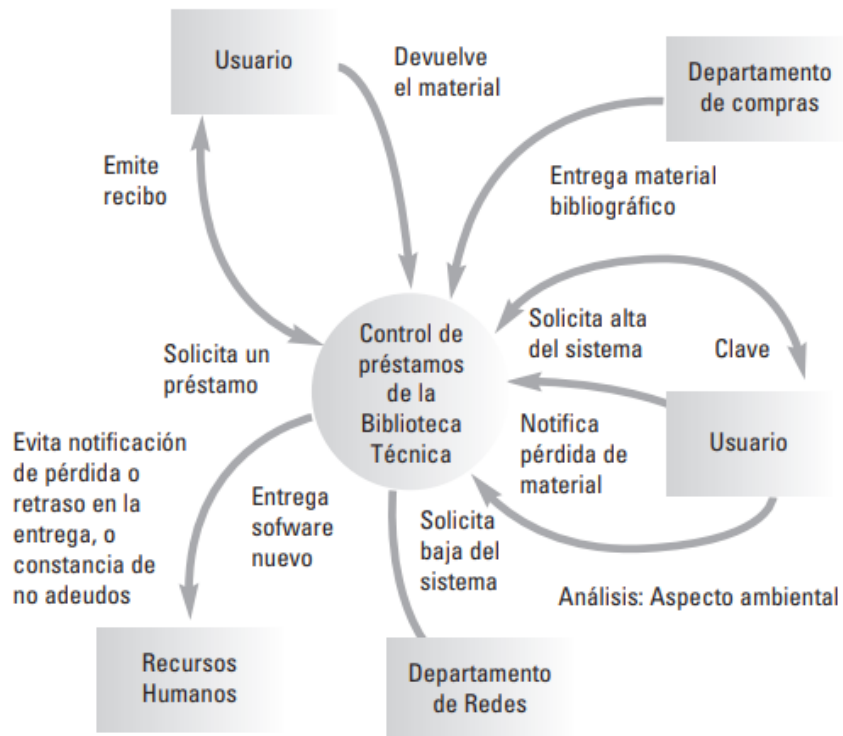 Usuario
Devuelve
el material
Departamento
de compras
Emite
recibo
Entrega material
bibliográfico
Solicita un
préstamo
Control de
préstamos
de la
Biblioteca
Técnica
Solicita alta
del sistema
Clave
Notifica
pérdida de
material
Usuario
Evita notificación
de pérdida o
retraso en la
entrega, o
constancia de
no adeudos
Entrega
sofware
nuevo
Solicita
baja del
sistema
Análisis: Aspecto ambiental
Recursos
Humanos
Departamento
de Redes